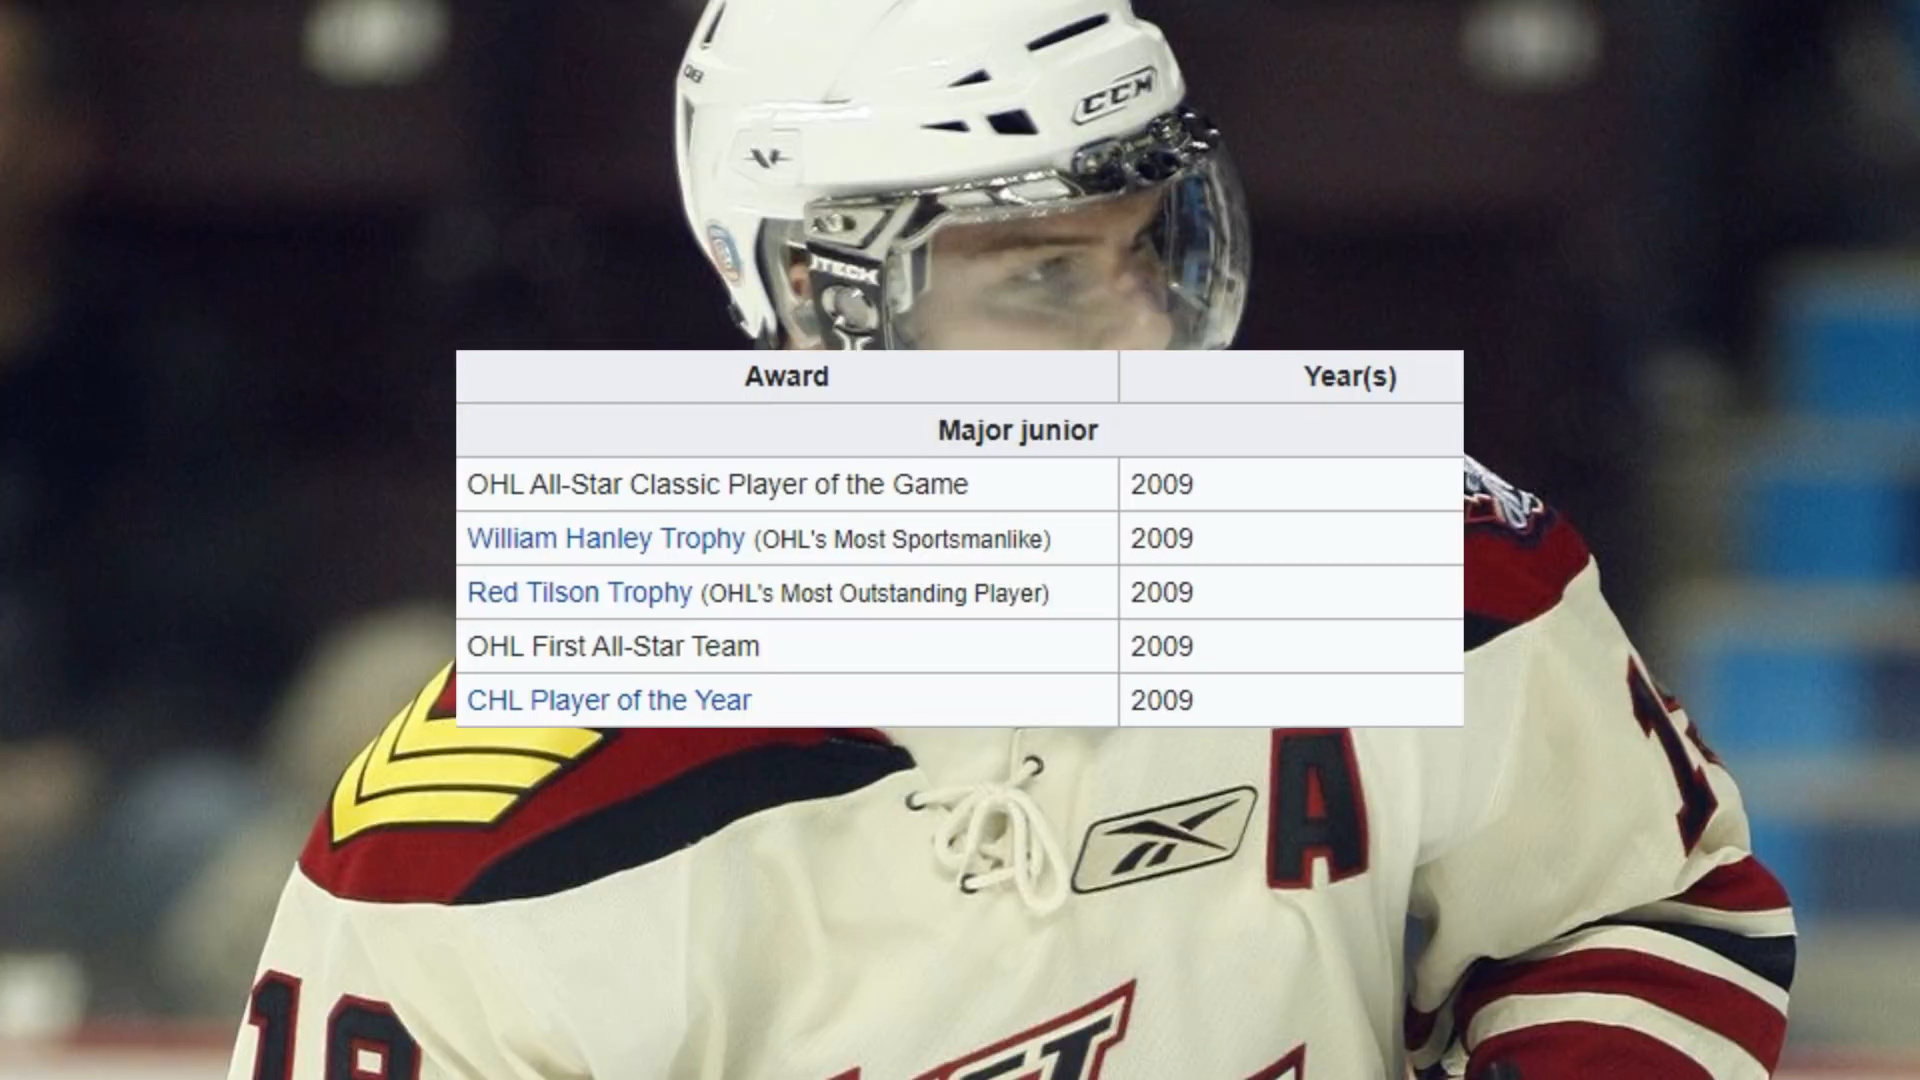 CCM
ITECH
Award Year(s)
Major junior
OHL All-Star Classic Player of the Game 2009
William Hanley Trophy (OHL's Most Sportsmanlike) 2009
Red Tilson Trophy (OHL's Most Outstanding Player) 2009
OHL First All-Star Team 2009
CHL Player of the Year 2009
A
18